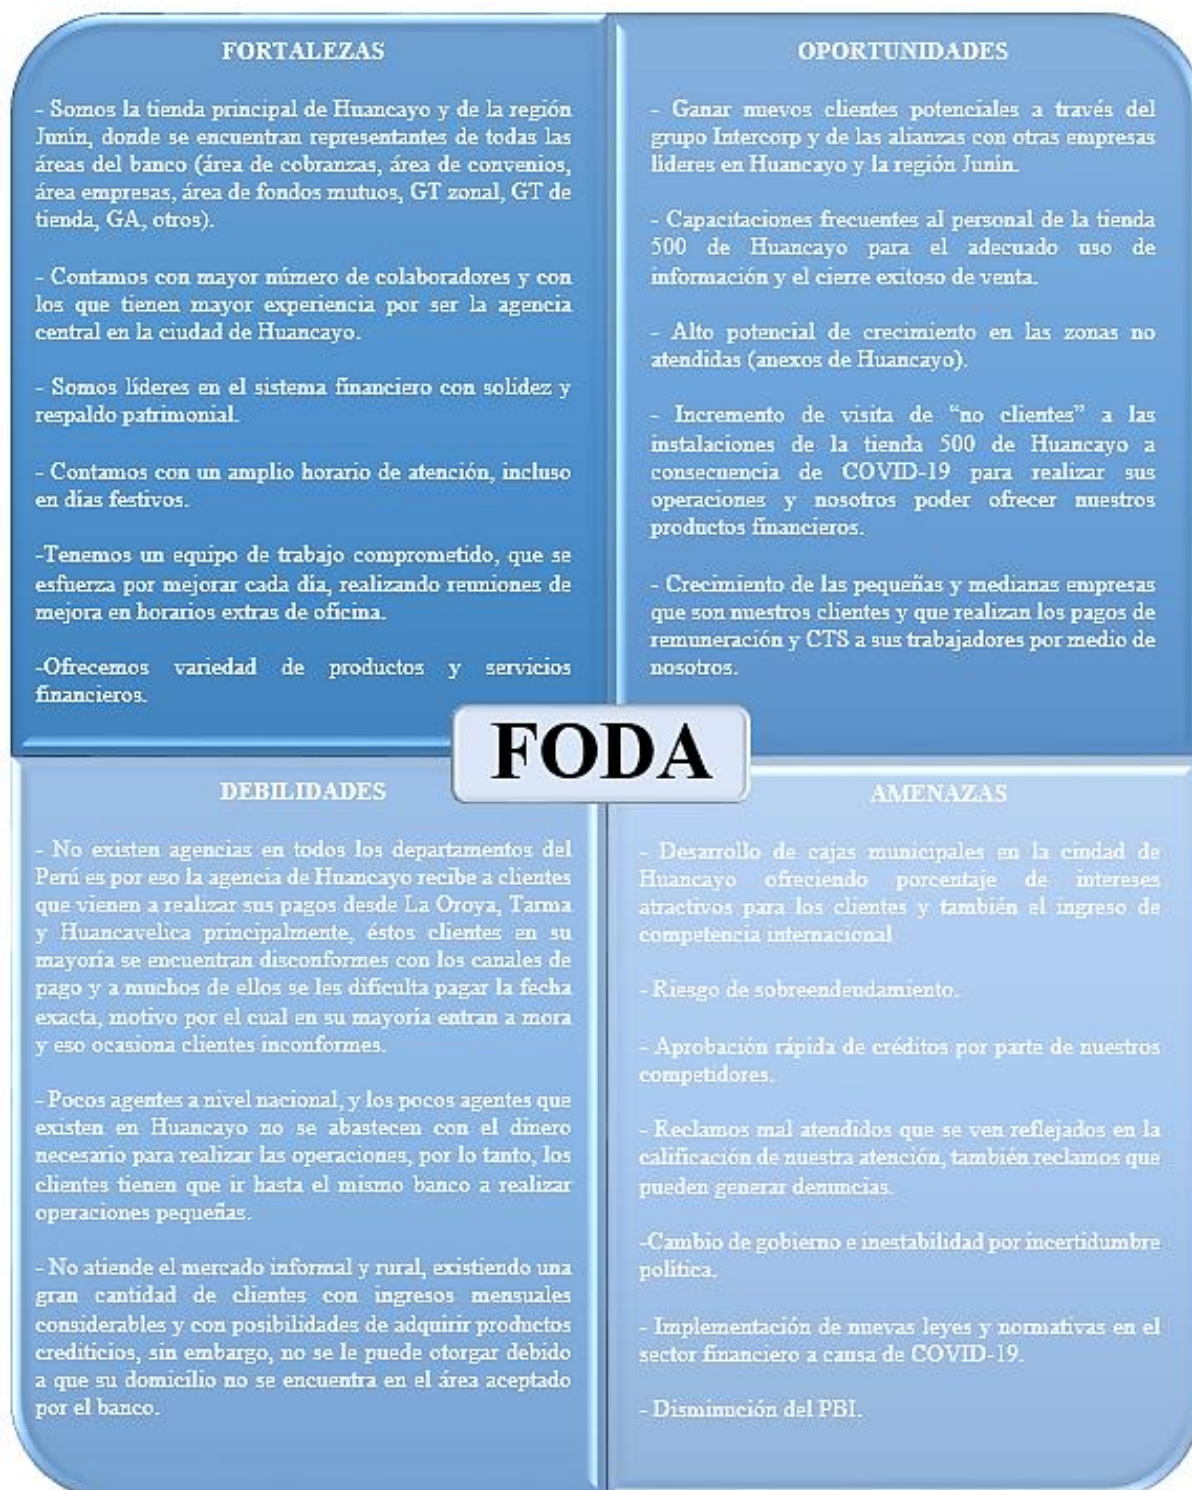 FORTALEZAS
- Somos la tienda principal de Huancayo y de la región
Junín, donde se encuentran representantes de todas las
áreas del banco (área de cobranzas, área de convenios,
área empresas, área de fondos mutuos, GT zonal, GT de
tienda, GA, otros).
- Contamos con mayor número de colaboradores y con
los que tienen mayor experiencia por ser la agencia
central en la ciudad de Huancayo.
- Somos líderes en el sistema financiero con solidez y
respaldo patrimonial.
- Contamos con un amplio horario de atención, incluso
en días festivos.
-Tenemos un equipo de trabajo comprometido, que se
esfuerza por mejorar cada día, realizando reuniones de
mejora en horarios extras de oficina.
-Ofrecemos variedad de productos y servicios
financieros.
OPORTUNIDADES
- Ganar nuevos clientes potenciales a través del
grupo Intercorp y de las alianzas con otras empresas
líderes en Huancayo y la región Junín.
- Capacitaciones frecuentes al personal de la tienda
500 de Huancayo para el adecuado uso de
información y el cierre exitoso de venta.
- Alto potencial de crecimiento en las zonas no
atendidas (anexos de Huancayo).
- Incremento de visita de “no clientes” a las
instalaciones de la tienda 500 de Huancayo a
consecuencia de COVID-19 para realizar sus
operaciones y nosotros poder ofrecer nuestros
productos financieros.
- Crecimiento de las pequeñas y medianas empresas
que son nuestros clientes y que realizan los pagos de
remuneración y CTS a sus trabajadores por medio de
nosotros.
FODA
DEBILIDADES
- No existen agencias en todos los departamentos del
Perú es por eso la agencia de Huancayo recibe a clientes
que vienen a realizar sus pagos desde La Oroya, Tarma
y Huancavelica principalmente, éstos clientes en su
mayoría se encuentran disconformes con los canales de
pago y a muchos de ellos se les dificulta pagar la fecha
exacta, motivo por el cual en su mayoría entran a mora
y eso ocasiona clientes inconformes.
- Pocos agentes a nivel nacional, y los pocos agentes que
existen en Huancayo no se abastecen con el dinero
necesario para realizar las operaciones, por lo tanto, los
clientes tienen que ir hasta el mismo banco a realizar
operaciones pequeñas.
- No atiende el mercado informal y rural, existiendo una
gran cantidad de clientes con ingresos mensuales
considerables y con posibilidades de adquirir productos
crediticios, sin embargo, no se le puede otorgar debido
a que su domicilio no se encuentra en el área aceptado
por el banco.
AMENAZAS
- Desarrollo de cajas municipales en la ciudad de
Huancayo ofreciendo porcentaje de intereses
atractivos para los clientes y también el ingreso de
competencia internacional
- Riesgo de sobreendeudamiento.
- Aprobación rápida de créditos por parte de nuestros
competidores.
- Reclamos mal atendidos que se ven reflejados en la
calificación de nuestra atención, también reclamos que
pueden generar denuncias.
-Cambio de gobierno e inestabilidad por incertidumbre
política.
- Implementación de nuevas leyes y normativas en el
sector financiero a causa de COVID-19.
- Disminución del PBI.